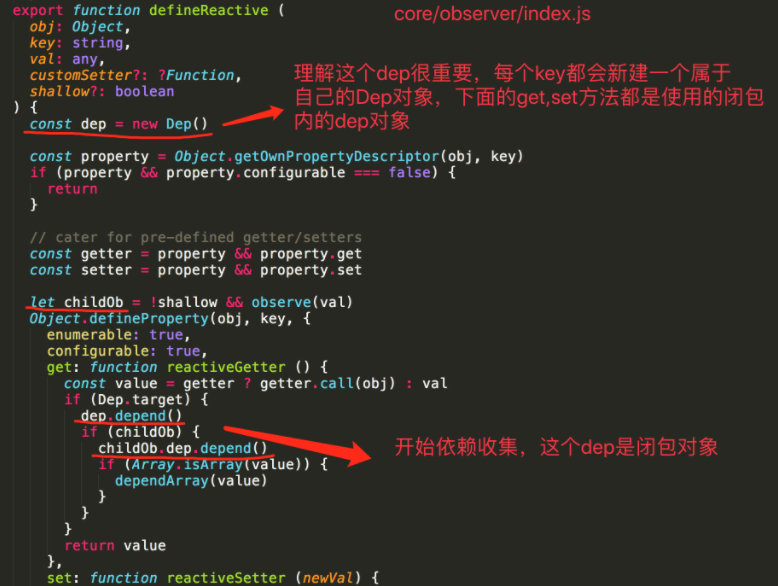 export function defineReactive (
core/observer/index.js
obj: Object,
key: string,
val: any,
customSetter?: ?Function,
shallow?: boolean
) {
const dep = new Dep()
理解这个dep很重要，每个key都会新建一个属于
自己的Dep对象，下面的get,set方法都是使用的闭包
内的dep对象
const property = Object.getOwnPropertyDescriptor(obj, key)
if (property && property.configurable === false) {
return
}
// cater for pre-defined getter/setters
const getter = property && property.get
const setter = property && property.set
let childOb = !shallow && observe(val)
Object.defineProperty(obj, key, {
enumerable: true,
configurable: true,
get: function reactiveGetter () {
const value = getter ? getter.call(obj) : val
if (Dep.target) {
dep.depend()
if (childOb) {
childOb.dep.depend()
开始依赖收集，这个dep是闭包对象
if (Array.isArray(value)) {
dependArray(value)
}
}
}
return value
},
set: function reactiveSetter (newVal) {